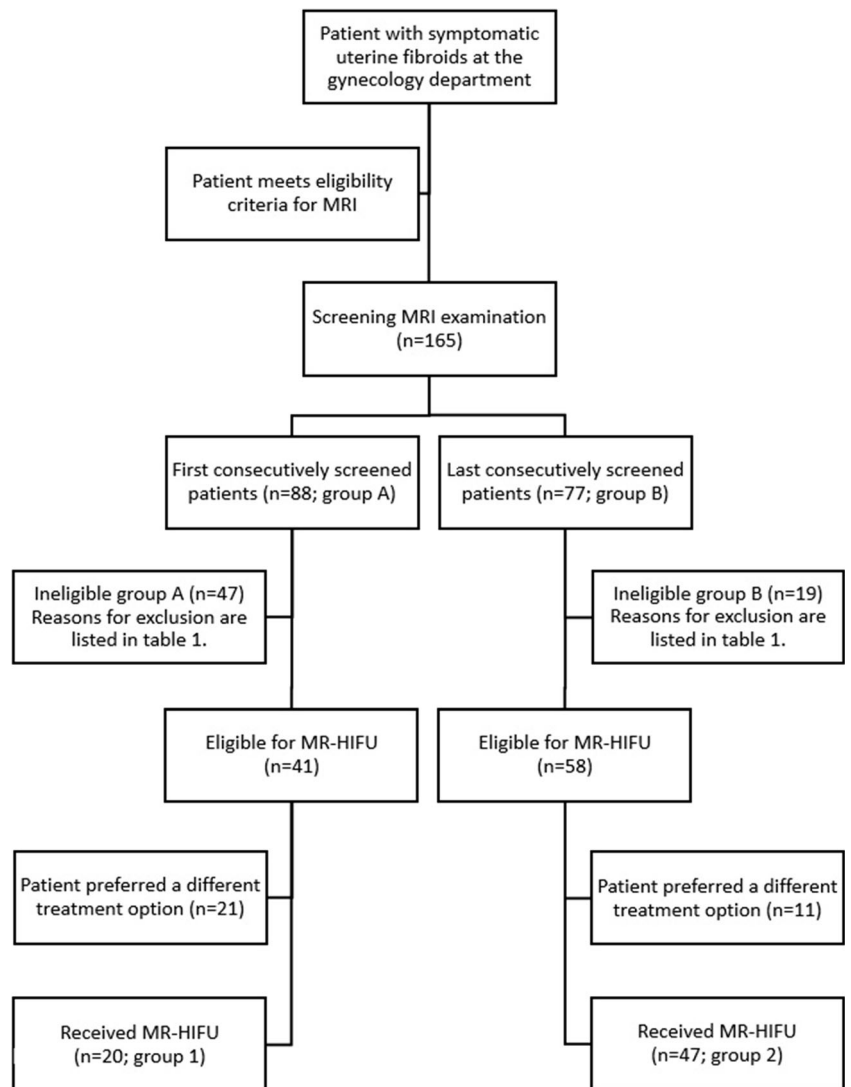 Patient with symptomatic
uterine fibroids at the
gynecology department
Patient meets eligibility
criteria for MRI
Screening MRI examination
(n=165)
First consecutively screened
patients (n=88; group A)
Last consecutively screened
patients (n=77; group B)
Ineligible group A (n=47)
Reasons for exclusion are
listed in table 1.
Ineligible group B (n=19)
Reasons for exclusion are
listed in table 1.
Eligible for MR-HIFU
(n=41)
Eligible for MR-HIFU
(n=58)
Patient preferred a different
treatment option (n=21)
Patient preferred a different
treatment option (n=11)
Received MR-HIFU
(n=20; group 1)
Received MR-HIFU
(n=47; group 2)